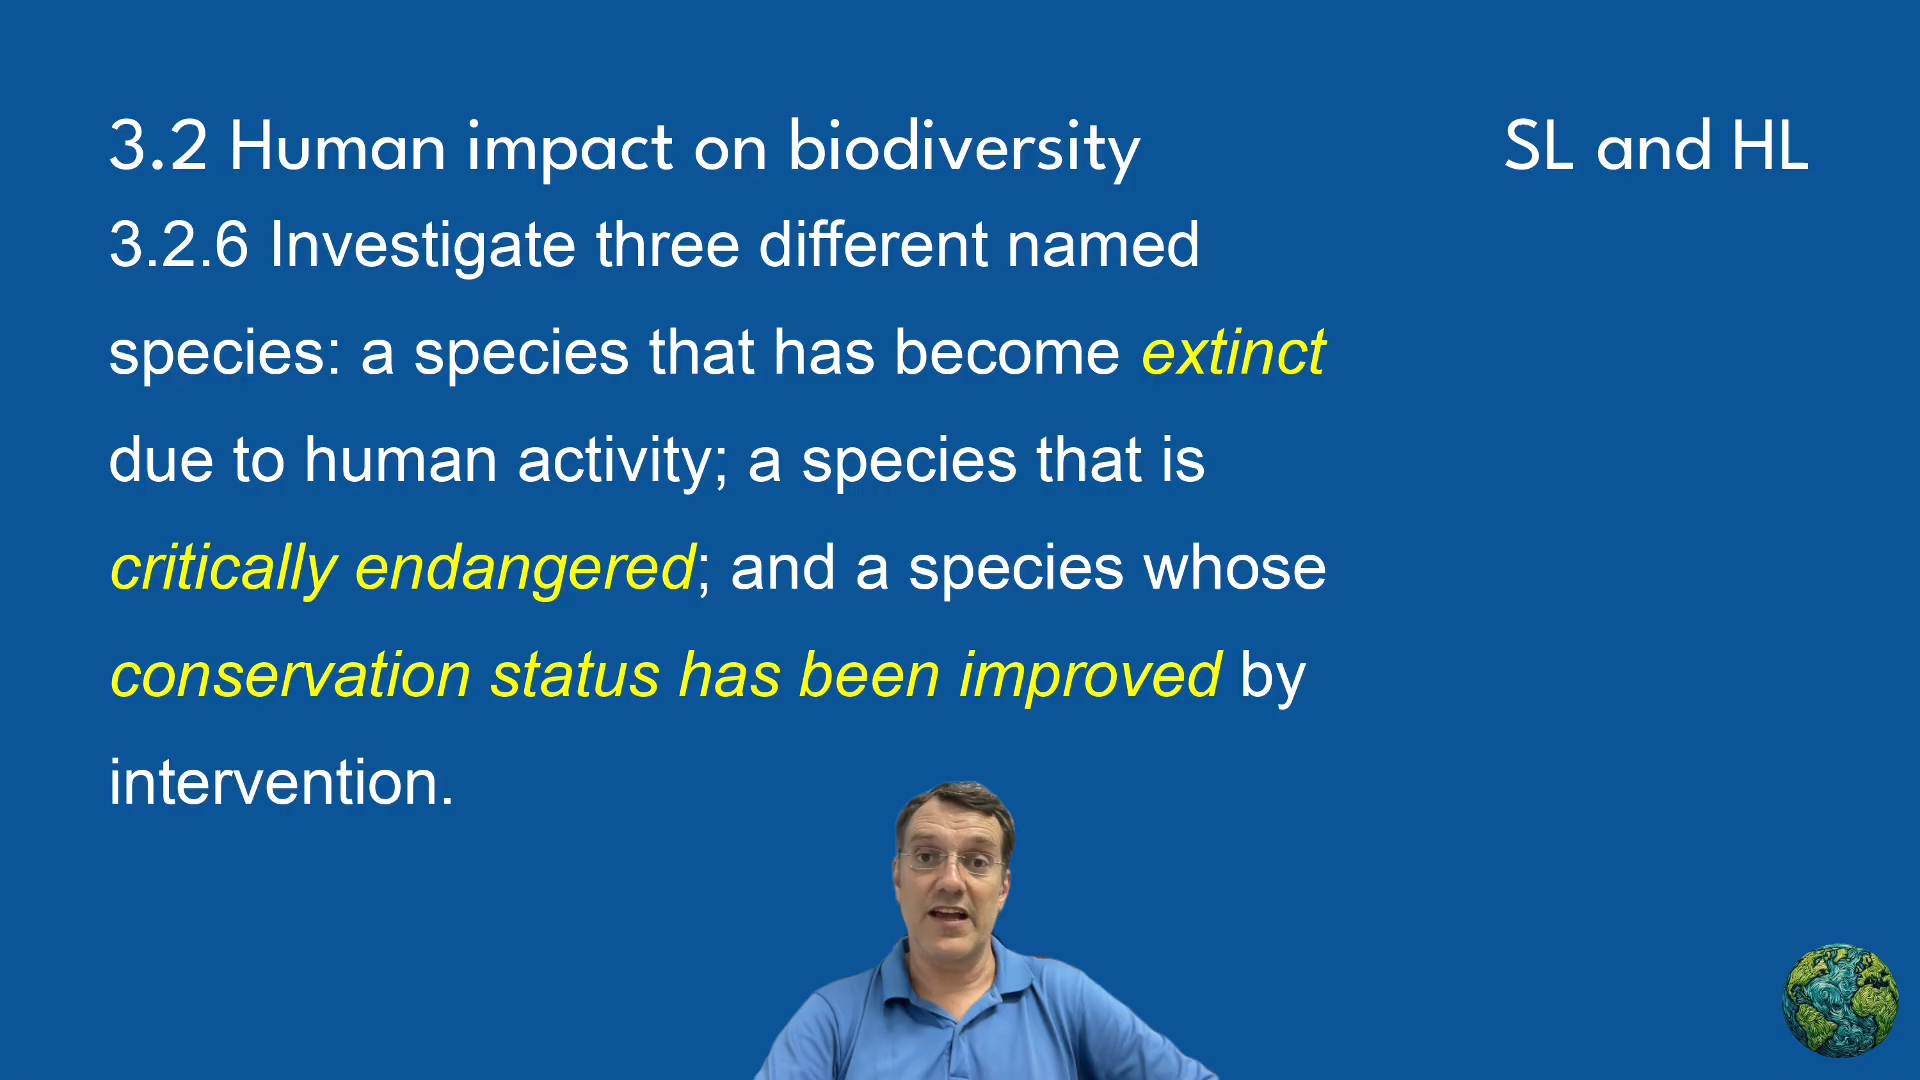 3.2 Human impact on biodiversity SL and HL
3.2.6 Investigate three different named
species: a species that has become extinct
due to human activity; a species that is
critically endangered; and a species whose
conservation status has been improved by
intervention.